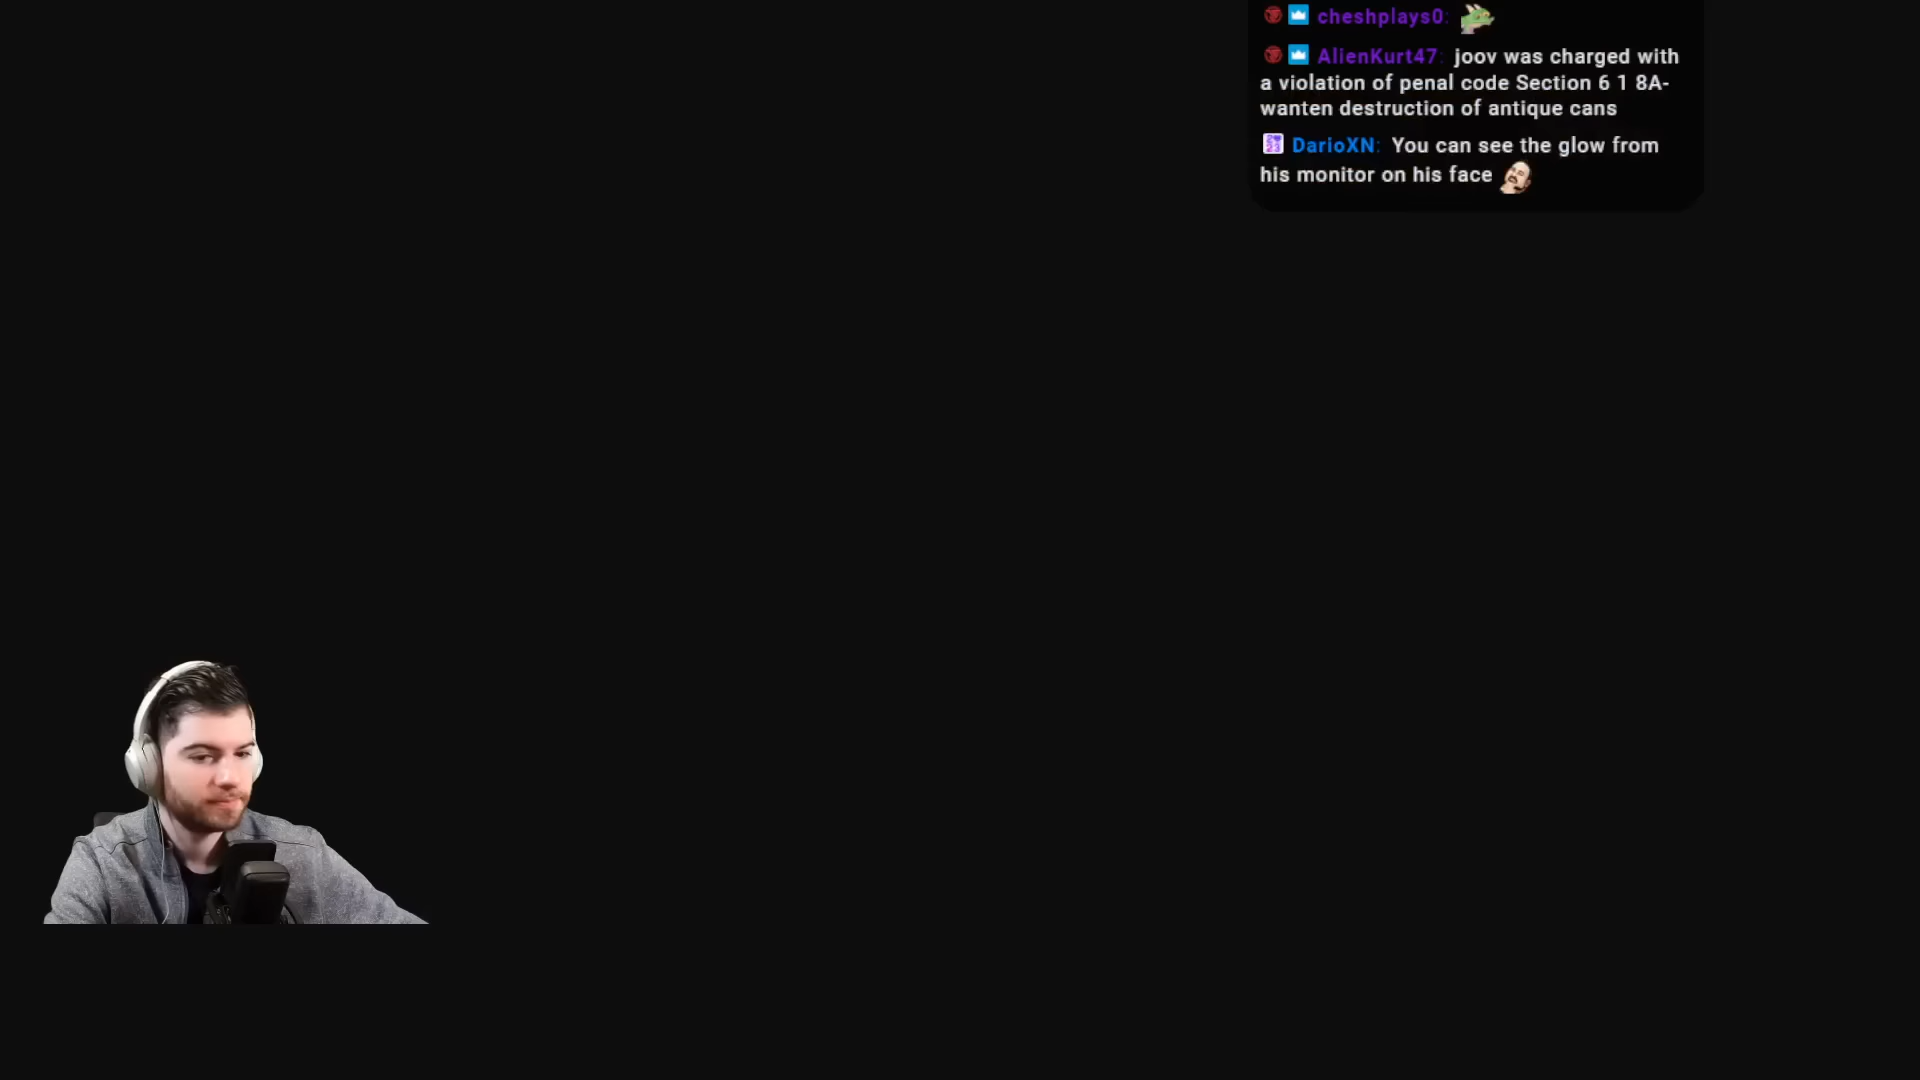 cheshplays0:
AlienKurt47: joov was charged with
a violation of penal code Section 6 1 8A-
wanten destruction of antique cans
DarioXN: You can see the glow from
his monitor on his face